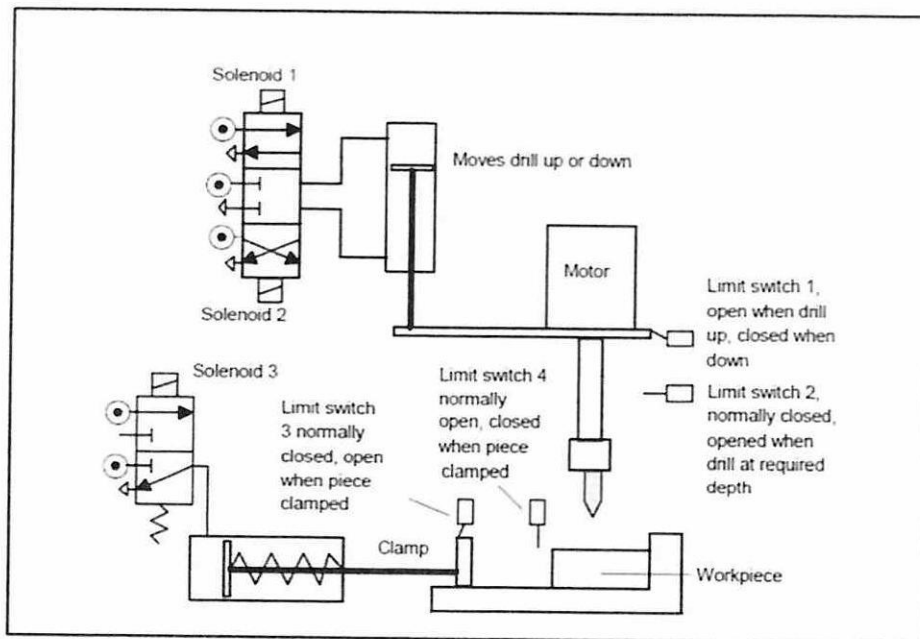 Solenoid 1
Moves drill up or down
Motor
Limit switch 1,
open when drill
up, closed when
down
Solenoid 2
Solenoid 3
Limit switch 4
normally
open, closed
when piece
clamped
Limit switch 2,
normally closed,
opened when
drill at required
depth
Limit switch
3 normally
closed, open
when piece
clamped
Clamp
Workpiece